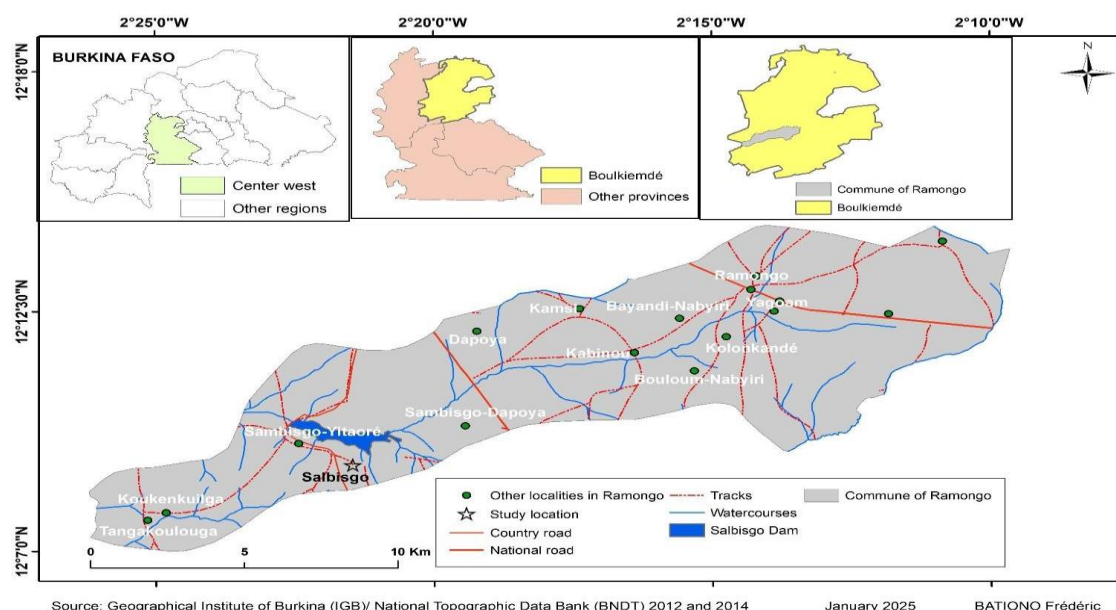 2°25'0"W 2°20'0"W 2°15'0"W 2°10'0"W
12°18'0"N
BURKINA FASO
Center west
Other regions
Boulkiemdé
Other provinces
Commune of Ramongo
Boulkiemdé
N
12°12'30"N
Ramongo
Yagoam
Kamsi
Bayandi-Nabyiri
Dapoya
Kabinou
Kolonkandé
Bouloum-Nabyiri
Sambisgo-Dapoya
Sambisgo-Yltaoré
Salbisgo
Koukenkuilga
Tangakoulouga
12°7'0"N
0 5 10 Km
Other localities in Ramongo
Study location
Country road
National road
Tracks
Watercourses
Salbisgo Dam
Commune of Ramongo
Source: Geographical Institute of Burkina (IGB)/ National Topographic Data Bank (BNDT) 2012 and 2014 January 2025 BATIONO Frédéric